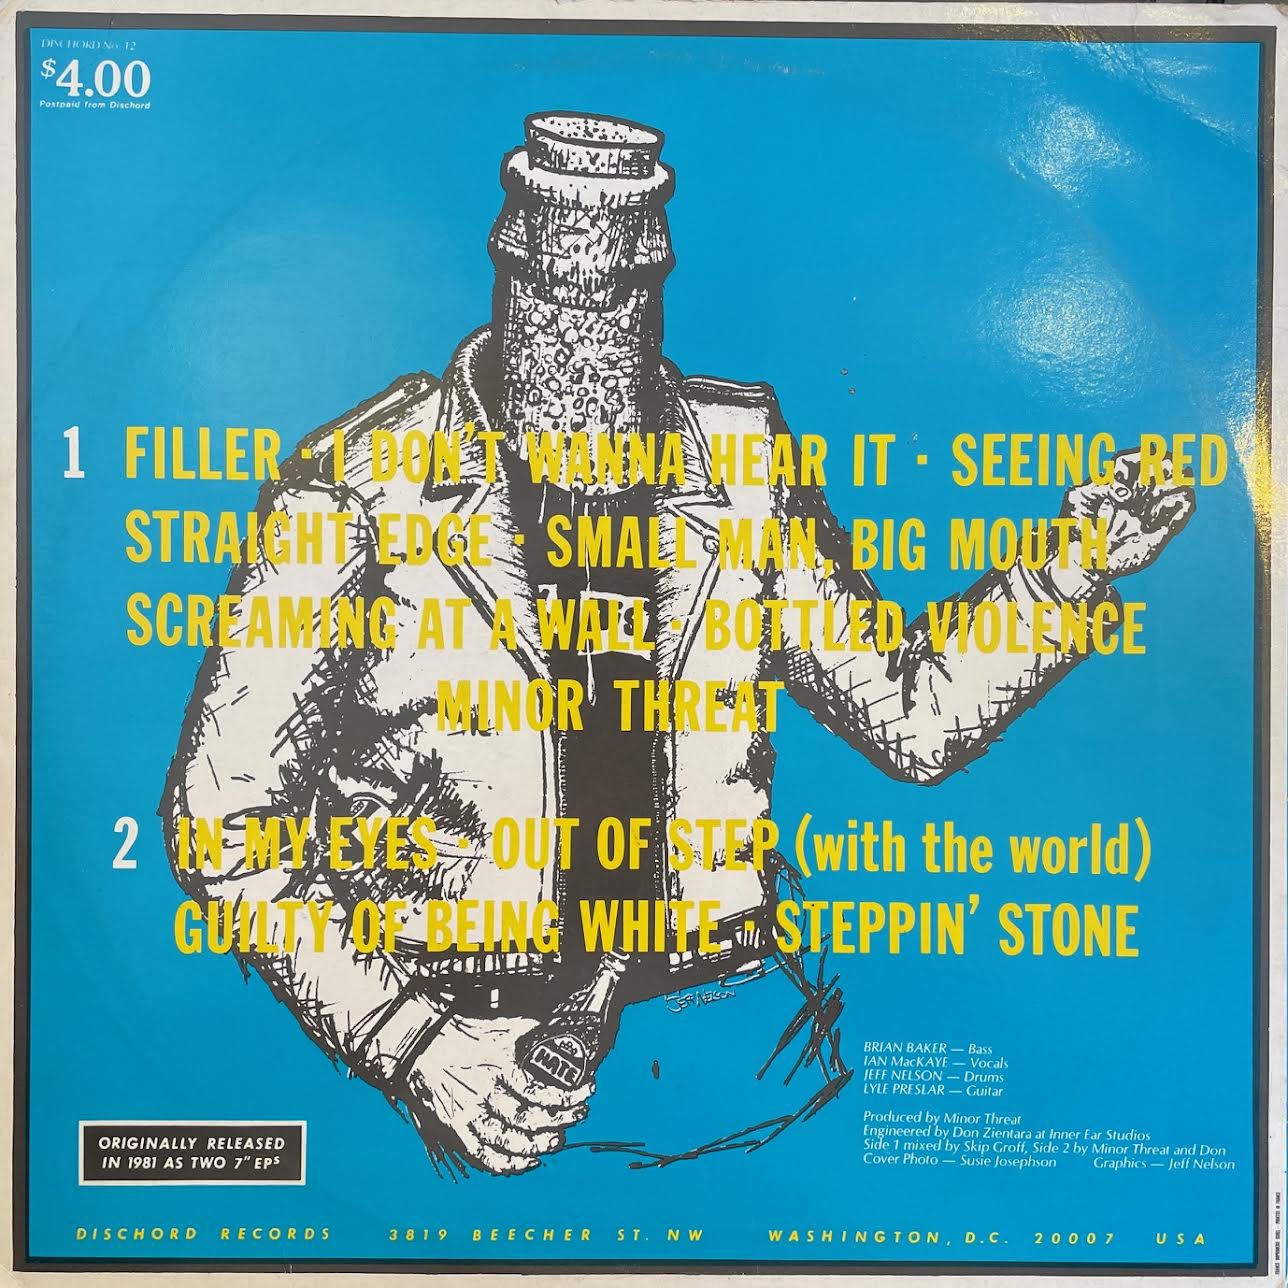 DISCHORD No. 12
$4.00
Postpaid from Dischord
1 FILLER · I DON'T WANNA HEAR IT · SEEING RED
STRAIGHT EDGE · SMALL MAN, BIG MOUTH
SCREAMING AT A WALL · BOTTLED VIOLENCE
MINOR THREAT
2 IN MY EYES · OUT OF STEP (with the world)
GUILTY OF BEING WHITE · STEPPIN' STONE
JEFF NELSON
HATE
BRIAN BAKER — Bass
IAN MacKAYE — Vocals
JEFF NELSON — Drums
LYLE PRESLAR — Guitar
Produced by Minor Threat
Engineered by Don Zientara at Inner Ear Studios
Side 1 mixed by Skip Groff, Side 2 by Minor Threat and Don
Cover Photo — Susie Josephson Graphics — Jeff Nelson
ORIGINALLY RELEASED
IN 1981 AS TWO 7" EPs
DISCHORD RECORDS 3819 BEECHER ST. NW WASHINGTON, D.C. 20007 USA